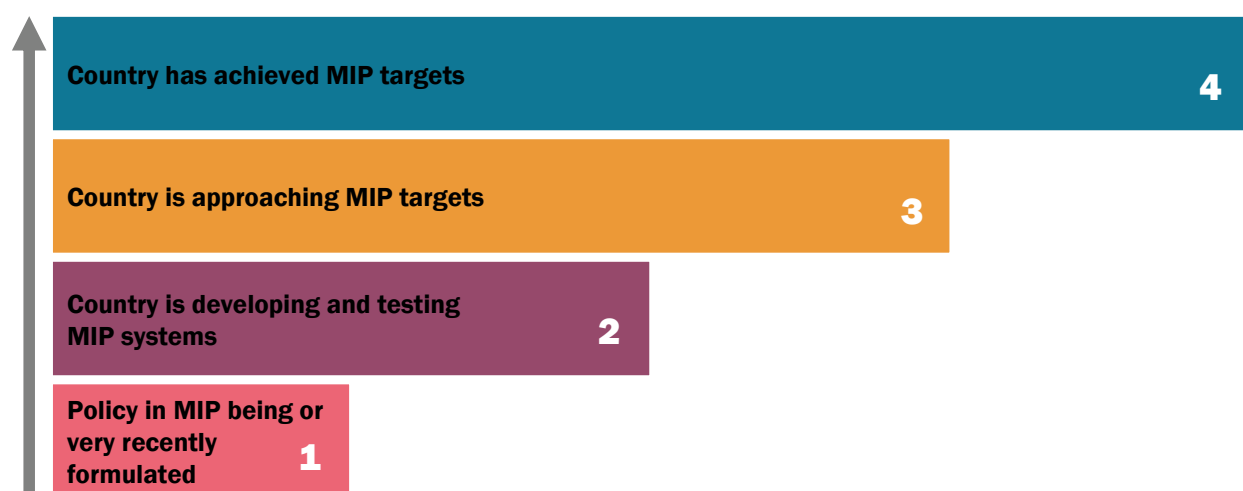 Country has achieved MIP targets
4
Country is approaching MIP targets
3
Country is developing and testing
MIP systems
2
Policy in MIP being or
very recently
formulated
1